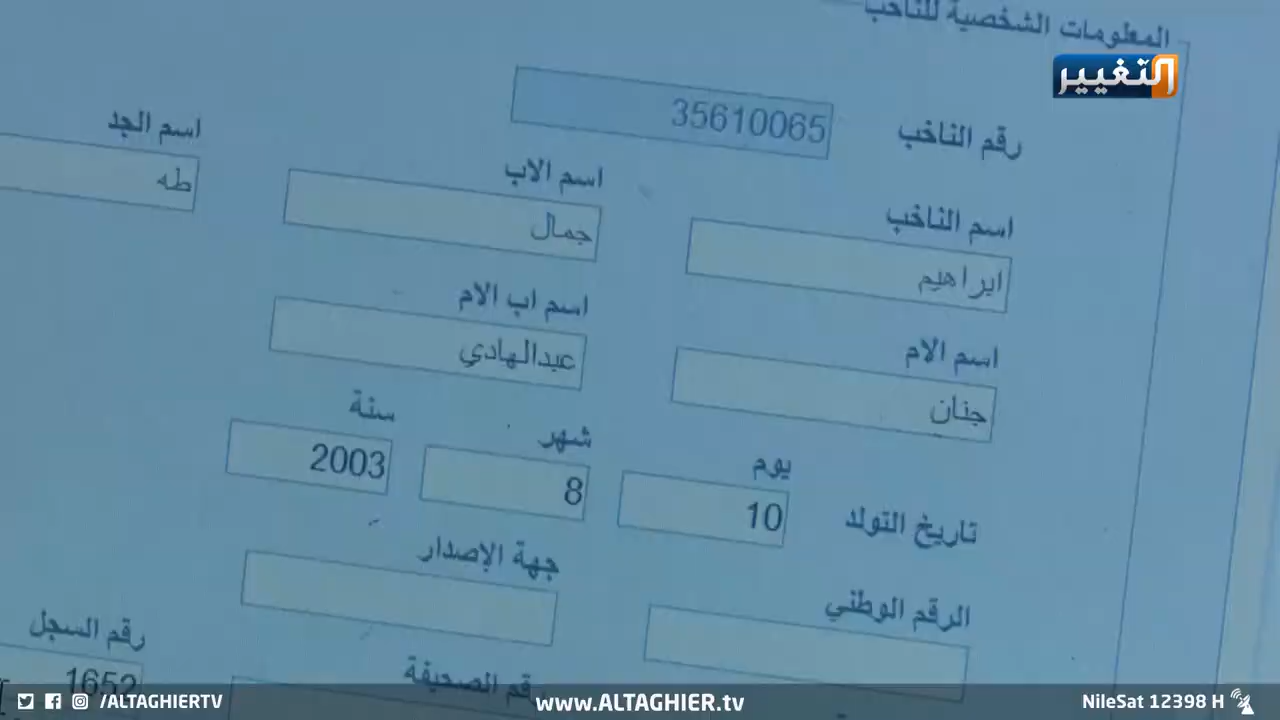 المعلومات الشخصية للناخب
التغيير
رقم الناخب 35610065
اسم الناخب اسم الاب اسم الجد
ابراهيم جمال طه
اسم الام اسم اب الام
جنان عبدالهادي
يوم شهر سنة
تاريخ التولد 10 8 2003
الرقم الوطني جهة الإصدار
رقم الصحيفة رقم السجل
1652
/ALTAGHIERTV www.ALTAGHIER.tv NileSat 12398 H